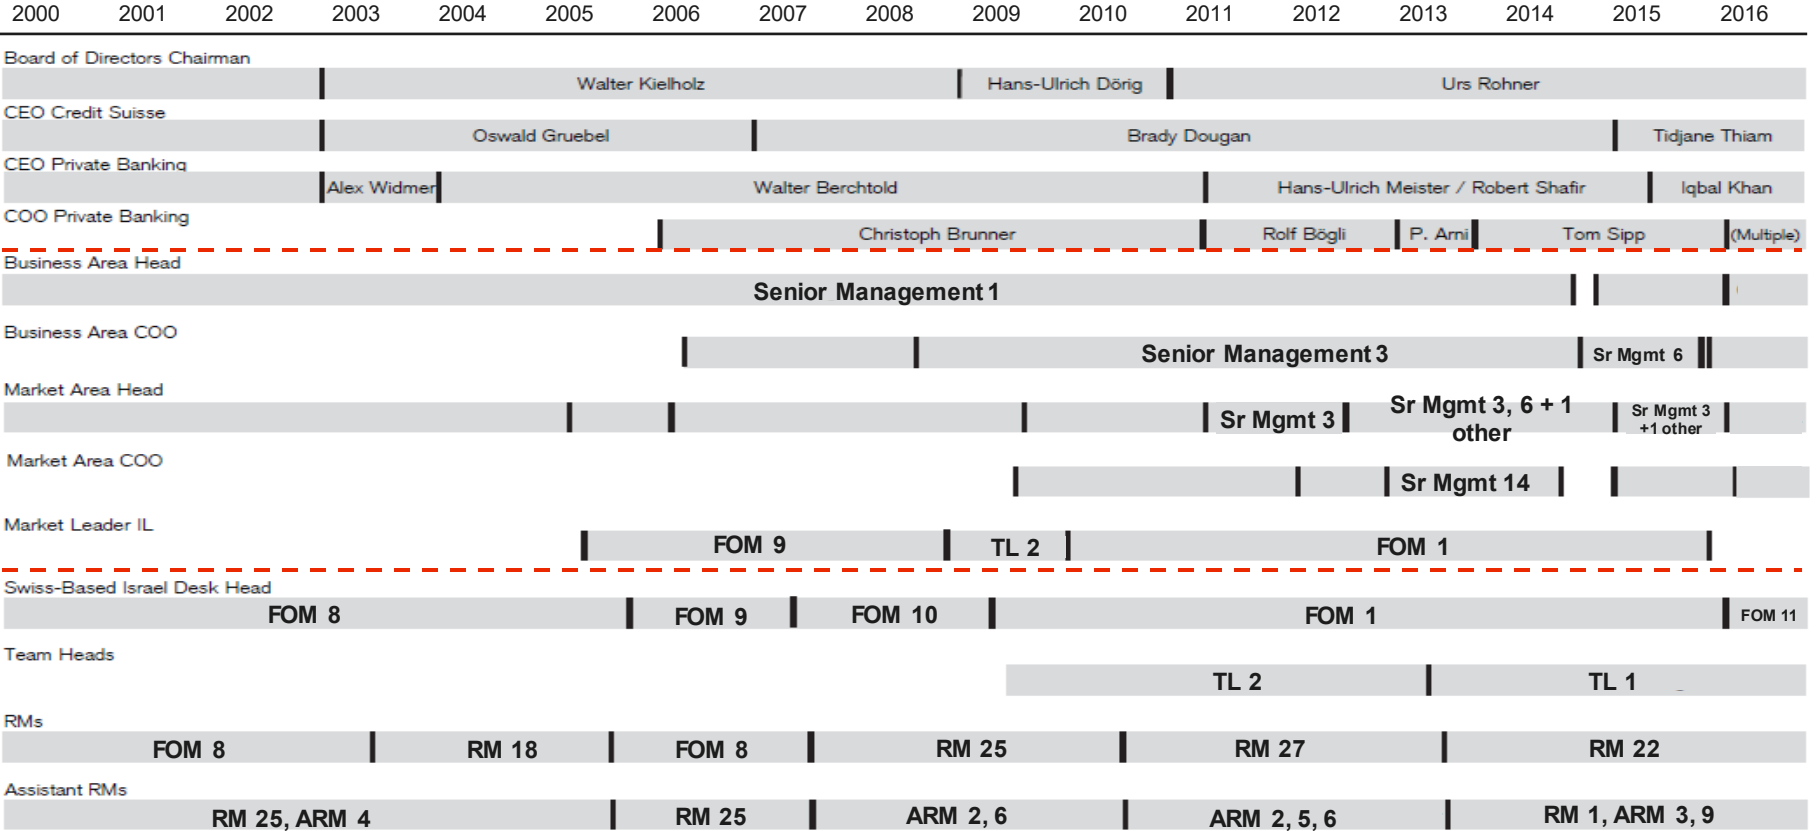 2000 2001 2002 2003 2004 2005 2006 2007 2008 2009 2010 2011 2012 2013 2014 2015 2016
Board of Directors Chairman
Walter Kielholz Hans-Ulrich Dörig Urs Rohner
CEO Credit Suisse
Oswald Gruebel Brady Dougan Tidjane Thiam
CEO Private Banking
Alex Widmer Walter Berchtold Hans-Ulrich Meister / Robert Shafir Iqbal Khan
COO Private Banking
Christoph Brunner Rolf Bögli P. Arni Tom Sipp (Multiple)
Business Area Head
Senior Management 1
Business Area COO
Senior Management 3 Sr Mgmt 6
Market Area Head
Sr Mgmt 3 Sr Mgmt 3, 6 + 1 other Sr Mgmt 3 +1 other
Market Area COO
Sr Mgmt 14
Market Leader IL
FOM 9 TL 2 FOM 1
Swiss-Based Israel Desk Head
FOM 8 FOM 9 FOM 10 FOM 1 FOM 11
Team Heads
TL 2 TL 1
RMs
FOM 8 RM 18 FOM 8 RM 25 RM 27 RM 22
Assistant RMs
RM 25, ARM 4 RM 25 ARM 2, 6 ARM 2, 5, 6 RM 1, ARM 3, 9